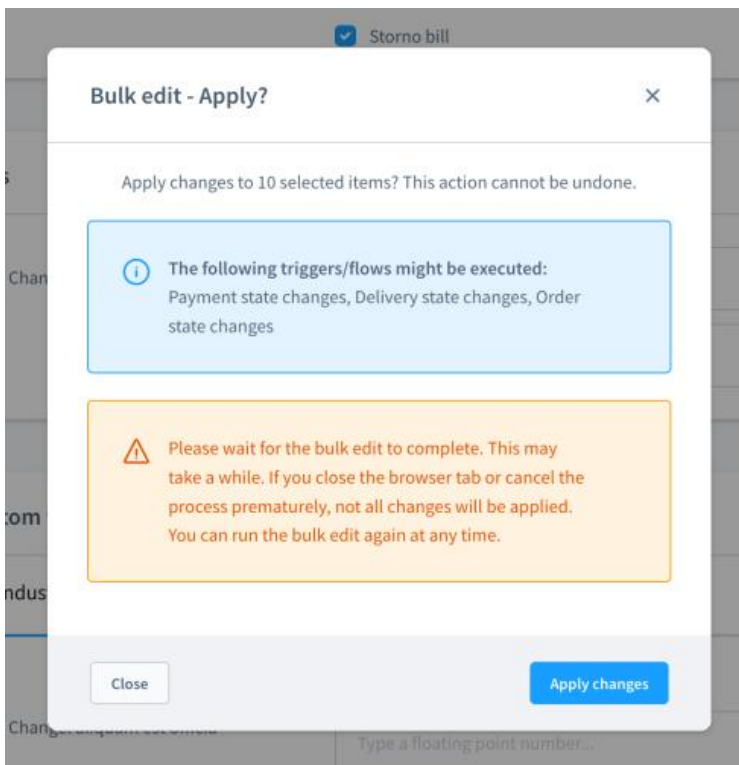 Storno bill
Bulk edit - Apply?
Apply changes to 10 selected items? This action cannot be undone.
The following triggers/flows might be executed:
Payment state changes, Delivery state changes, Order
state changes
Chan
Please wait for the bulk edit to complete. This may
take a while. If you close the browser tab or cancel the
process prematurely, not all changes will be applied.
You can run the bulk edit again at any time.
om
ndus
Close
Apply changes
Type a floating point number...